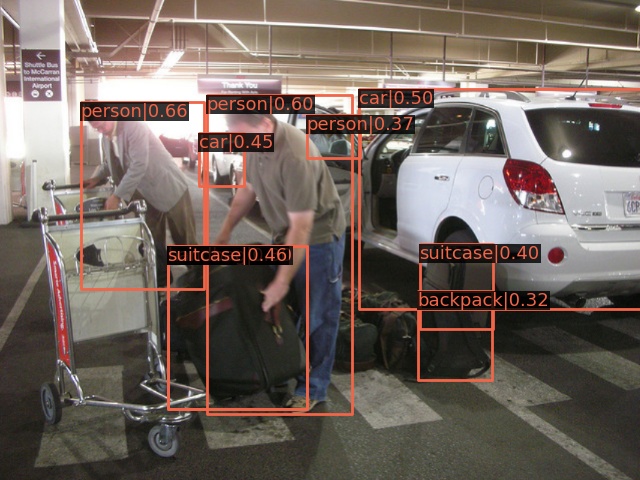 Shuttle Bus
to McCarran
International
Airport
Thank You
person|0.66
person|0.60
car|0.50
person|0.37
car|0.45
suitcase|0.46)
suitcase|0.40
backpack|0.32